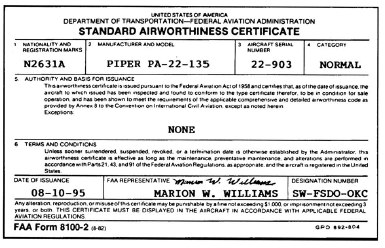 UNITED STATES OF AMERICA
DEPARTMENT OF TRANSPORTATION—FEDERAL AVIATION ADMINISTRATION
STANDARD AIRWORTHINESS CERTIFICATE
1 NATIONALITY AND REGISTRATION MARKS
2 MANUFACTURER AND MODEL
3 AIRCRAFT SERIAL NUMBER
4 CATEGORY
N2631A PIPER PA-22-135 22-903 NORMAL
5 AUTHORITY AND BASIS FOR ISSUANCE
This airworthiness certificate is issued pursuant to the Federal Aviation Act of 1958 and certifies that, as of the date of issuance, the
aircraft to which issued has been inspected and found to conform to the type certificate therefor, to be in condition for safe
operation, and has been shown to meet the requirements of the applicable comprehensive and detailed airworthiness code as
provided by Annex 8 to the Convention on International Civil Aviation, except as noted herein.
Exceptions:
NONE
6 TERMS AND CONDITIONS
Unless sooner surrendered, suspended, revoked, or a termination date is otherwise established by the Administrator, this
airworthiness certificate is effective as long as the maintenance, preventative maintenance, and alterations are performed in
accordance with Parts 21, 43, and 91 of the Federal Aviation Regulations, as appropriate, and the aircraft is registered in the United
States.
DATE OF ISSUANCE FAA REPRESENTATIVE Marion W. Williams DESIGNATION NUMBER
08-10-95 MARION W. WILLIAMS SW-FSDO-OKC
Any alteration, reproduction, or misuse of this certificate may be punishable by a fine not exceeding $1,000, or imprisonment not exceeding 3
years, or both. THIS CERTIFICATE MUST BE DISPLAYED IN THE AIRCRAFT IN ACCORDANCE WITH APPLICABLE FEDERAL
AVIATION REGULATIONS.
FAA Form 8100-2 (8-82) GPO 892-804